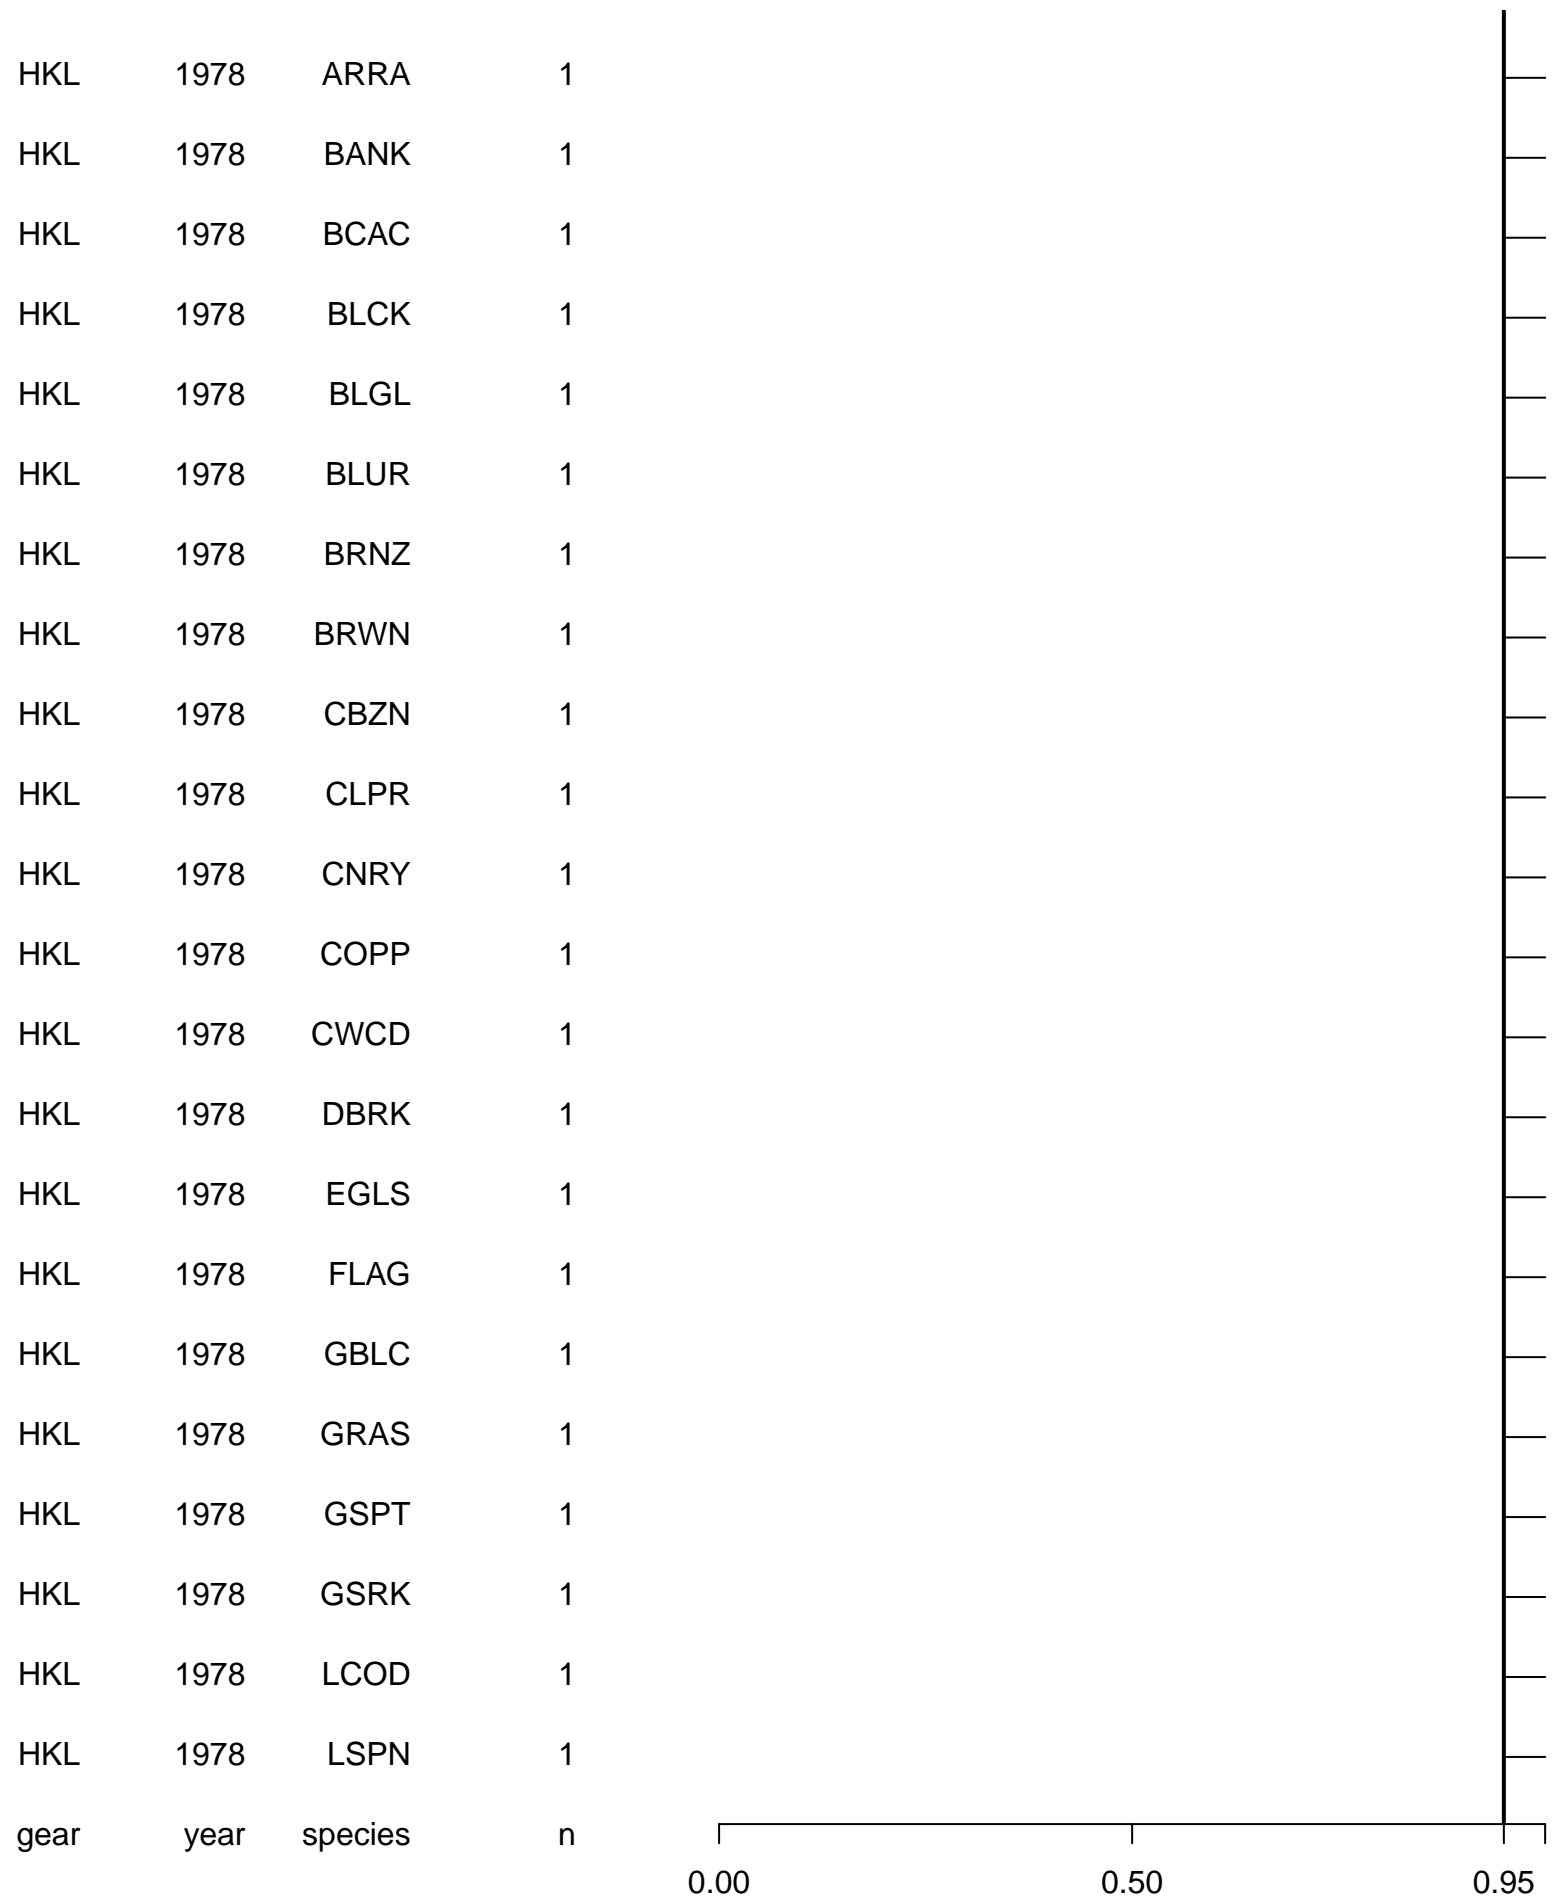 HKL 1978 ARRA 1
HKL 1978 BANK 1
HKL 1978 BCAC 1
HKL 1978 BLCK 1
HKL 1978 BLGL 1
HKL 1978 BLUR 1
HKL 1978 BRNZ 1
HKL 1978 BRWN 1
HKL 1978 CBZN 1
HKL 1978 CLPR 1
HKL 1978 CNRY 1
HKL 1978 COPP 1
HKL 1978 CWCD 1
HKL 1978 DBRK 1
HKL 1978 EGLS 1
HKL 1978 FLAG 1
HKL 1978 GBLC 1
HKL 1978 GRAS 1
HKL 1978 GSPT 1
HKL 1978 GSRK 1
HKL 1978 LCOD 1
HKL 1978 LSPN 1
gear year species n
0.00 0.50 0.95